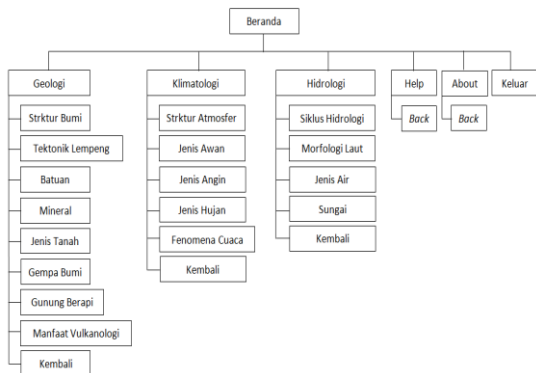 Beranda
Geologi
Strktur Bumi
Tektonik Lempeng
Batuan
Mineral
Jenis Tanah
Gempa Bumi
Gunung Berapi
Manfaat Vulkanologi
Kembali
Klimatologi
Strktur Atmosfer
Jenis Awan
Jenis Angin
Jenis Hujan
Fenomena Cuaca
Kembali
Hidrologi
Siklus Hidrologi
Morfologi Laut
Jenis Air
Sungai
Kembali
Help
Back
About
Back
Keluar